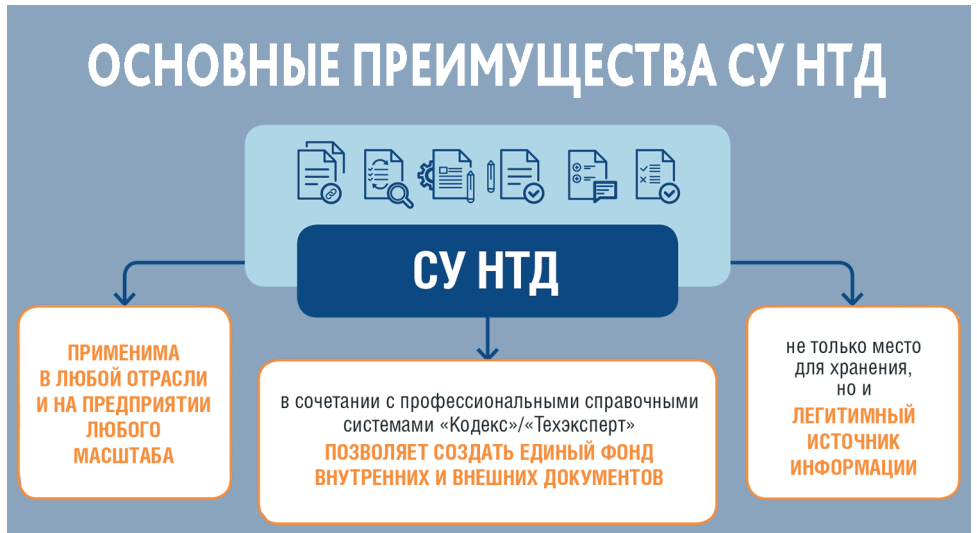 ОСНОВНЫЕ ПРЕИМУЩЕСТВА СУ НТД
СУ НТД
ПРИМЕНИМА
В ЛЮБОЙ ОТРАСЛИ
И НА ПРЕДПРИЯТИИ
ЛЮБОГО
МАСШТАБА
в сочетании с профессиональными справочными
системами «Кодекс»/«Техэксперт»
ПОЗВОЛЯЕТ СОЗДАТЬ ЕДИНЫЙ ФОНД
ВНУТРЕННИХ И ВНЕШНИХ ДОКУМЕНТОВ
не только место
для хранения,
но и
ЛЕГИТИМНЫЙ
ИСТОЧНИК
ИНФОРМАЦИИ